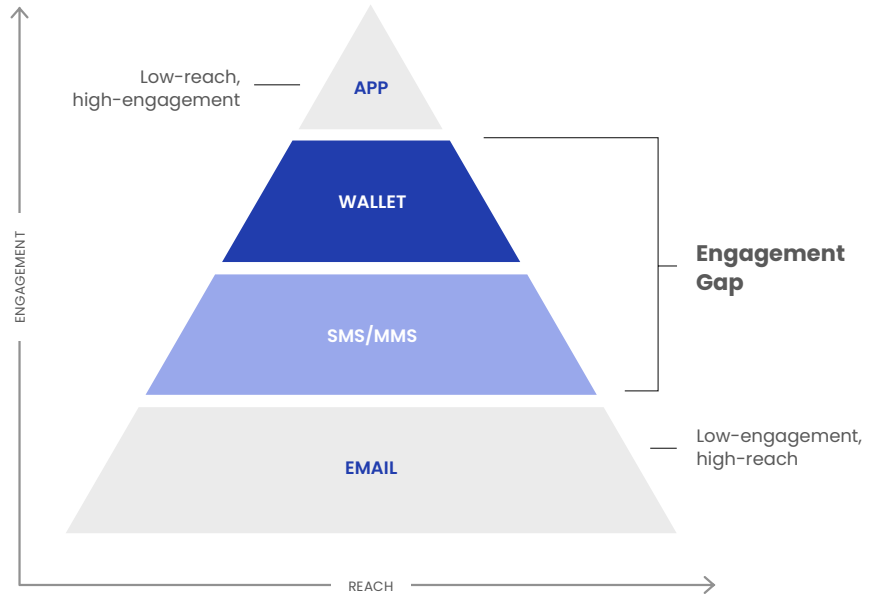 Low-reach,
high-engagement
APP
WALLET
ENGAGEMENT
Engagement
Gap
SMS/MMS
Low-engagement,
high-reach
EMAIL
REACH